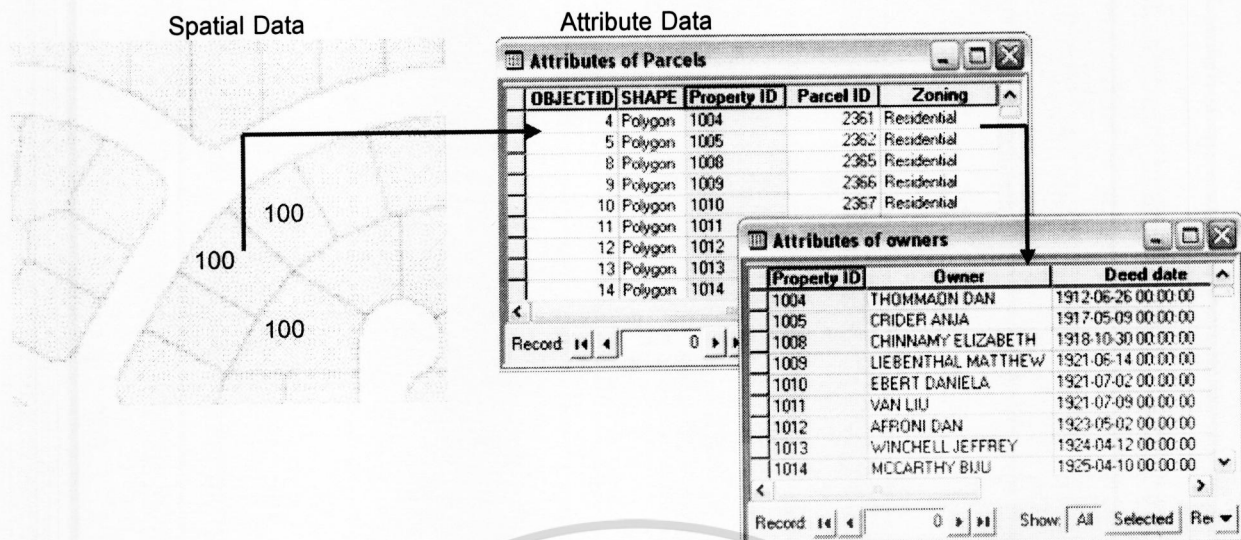 Spatial Data
Attribute Data
100
100
100
Attributes of Parcels
OBJECTID SHAPE Property ID Parcel ID Zoning
4 Polygon 1004 2361 Residential
5 Polygon 1005 2362 Residential
8 Polygon 1008 2365 Residential
9 Polygon 1009 2366 Residential
10 Polygon 1010 2367 Residential
11 Polygon 1011
12 Polygon 1012
13 Polygon 1013
14 Polygon 1014
Record: 0
Attributes of owners
Property ID Owner Deed date
1004 THOMMAON DAN 1912-06-26 00:00:00
1005 CRIDER ANJA 1917-05-09 00:00:00
1008 CHINNAMY ELIZABETH 1918-10-30 00:00:00
1009 LIEBENTHAL MATTHEW 1921-06-14 00:00:00
1010 EBERT DANIELA 1921-07-02 00:00:00
1011 VAN LIU 1921-07-09 00:00:00
1012 AFRONI DAN 1923-05-02 00:00:00
1013 WINCHELL JEFFREY 1924-04-12 00:00:00
1014 MCCARTHY BIJU 1925-04-10 00:00:00
Record: 0 Show: All Selected Re